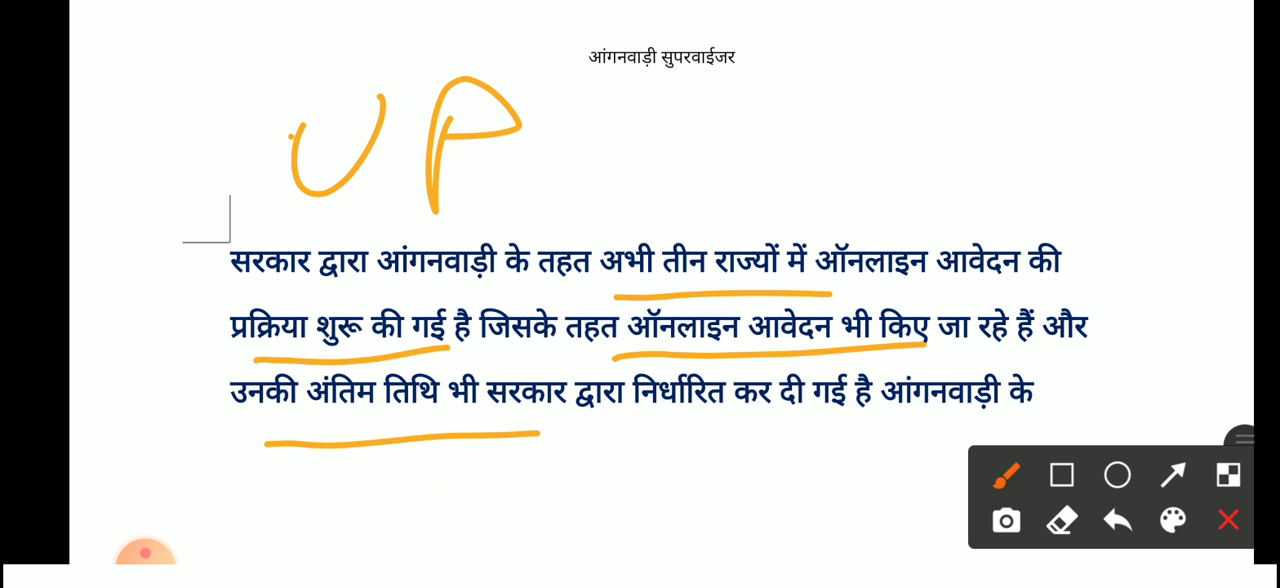 आंगनवाड़ी सुपरवाईजर
UP
सरकार द्वारा आंगनवाड़ी के तहत अभी तीन राज्यों में ऑनलाइन आवेदन की
प्रक्रिया शुरू की गई है जिसके तहत ऑनलाइन आवेदन भी किए जा रहे हैं और
उनकी अंतिम तिथि भी सरकार द्वारा निर्धारित कर दी गई है आंगनवाड़ी के